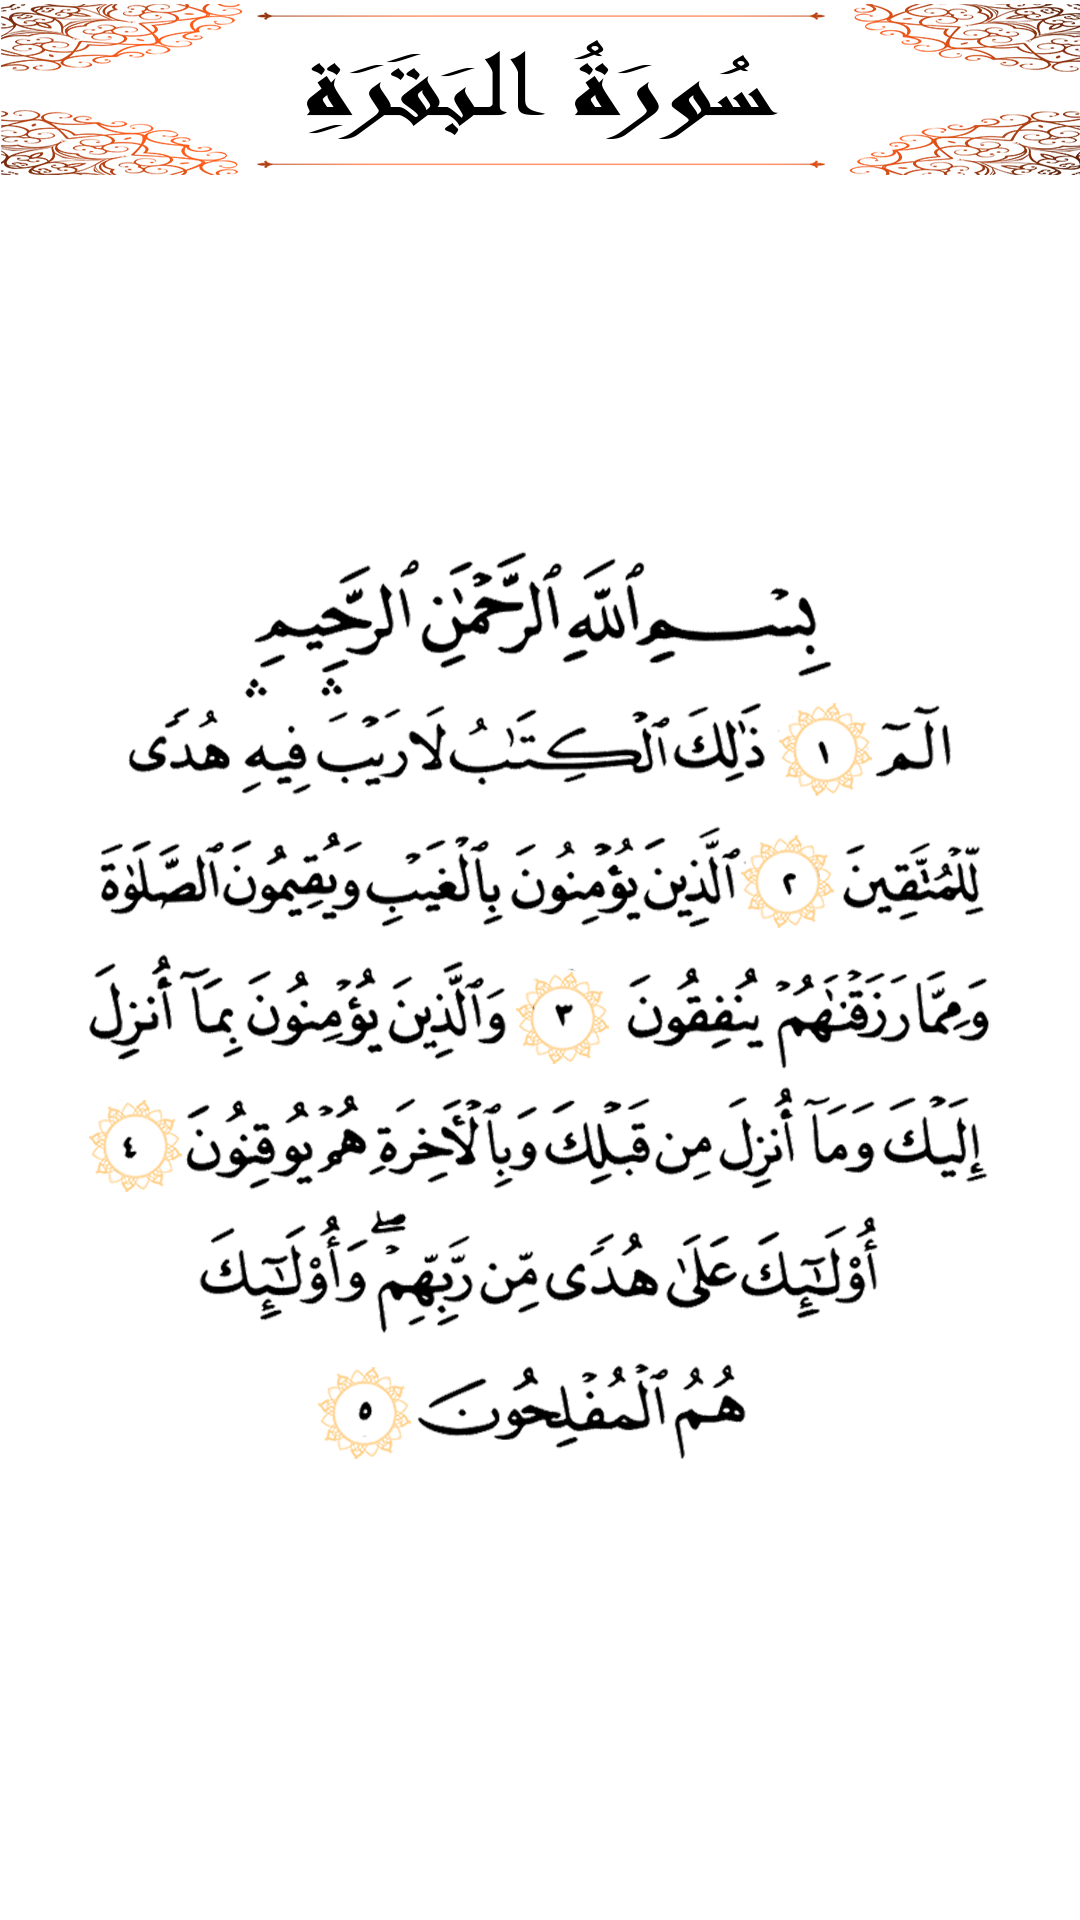 سُورَةُ البَقَرَةِ
بِسْمِ ٱللَّهِ ٱلرَّحْمَٰنِ ٱلرَّحِيمِ
الٓمٓ ١ ذَٰلِكَ ٱلْكِتَٰبُ لَا رَيْبَ ۛ فِيهِ ۛ هُدًى
لِّلْمُتَّقِينَ ٢ ٱلَّذِينَ يُؤْمِنُونَ بِٱلْغَيْبِ وَيُقِيمُونَ ٱلصَّلَوٰةَ
وَمِمَّا رَزَقْنَٰهُمْ يُنفِقُونَ ٣ وَٱلَّذِينَ يُؤْمِنُونَ بِمَآ أُنزِلَ
إِلَيْكَ وَمَآ أُنزِلَ مِن قَبْلِكَ وَبِٱلْأَخِرَةِ هُمْ يُوقِنُونَ ٤
أُو۟لَٰٓئِكَ عَلَىٰ هُدًى مِّن رَّبِّهِمْ ۖ وَأُو۟لَٰٓئِكَ
هُمُ ٱلْمُفْلِحُونَ ٥